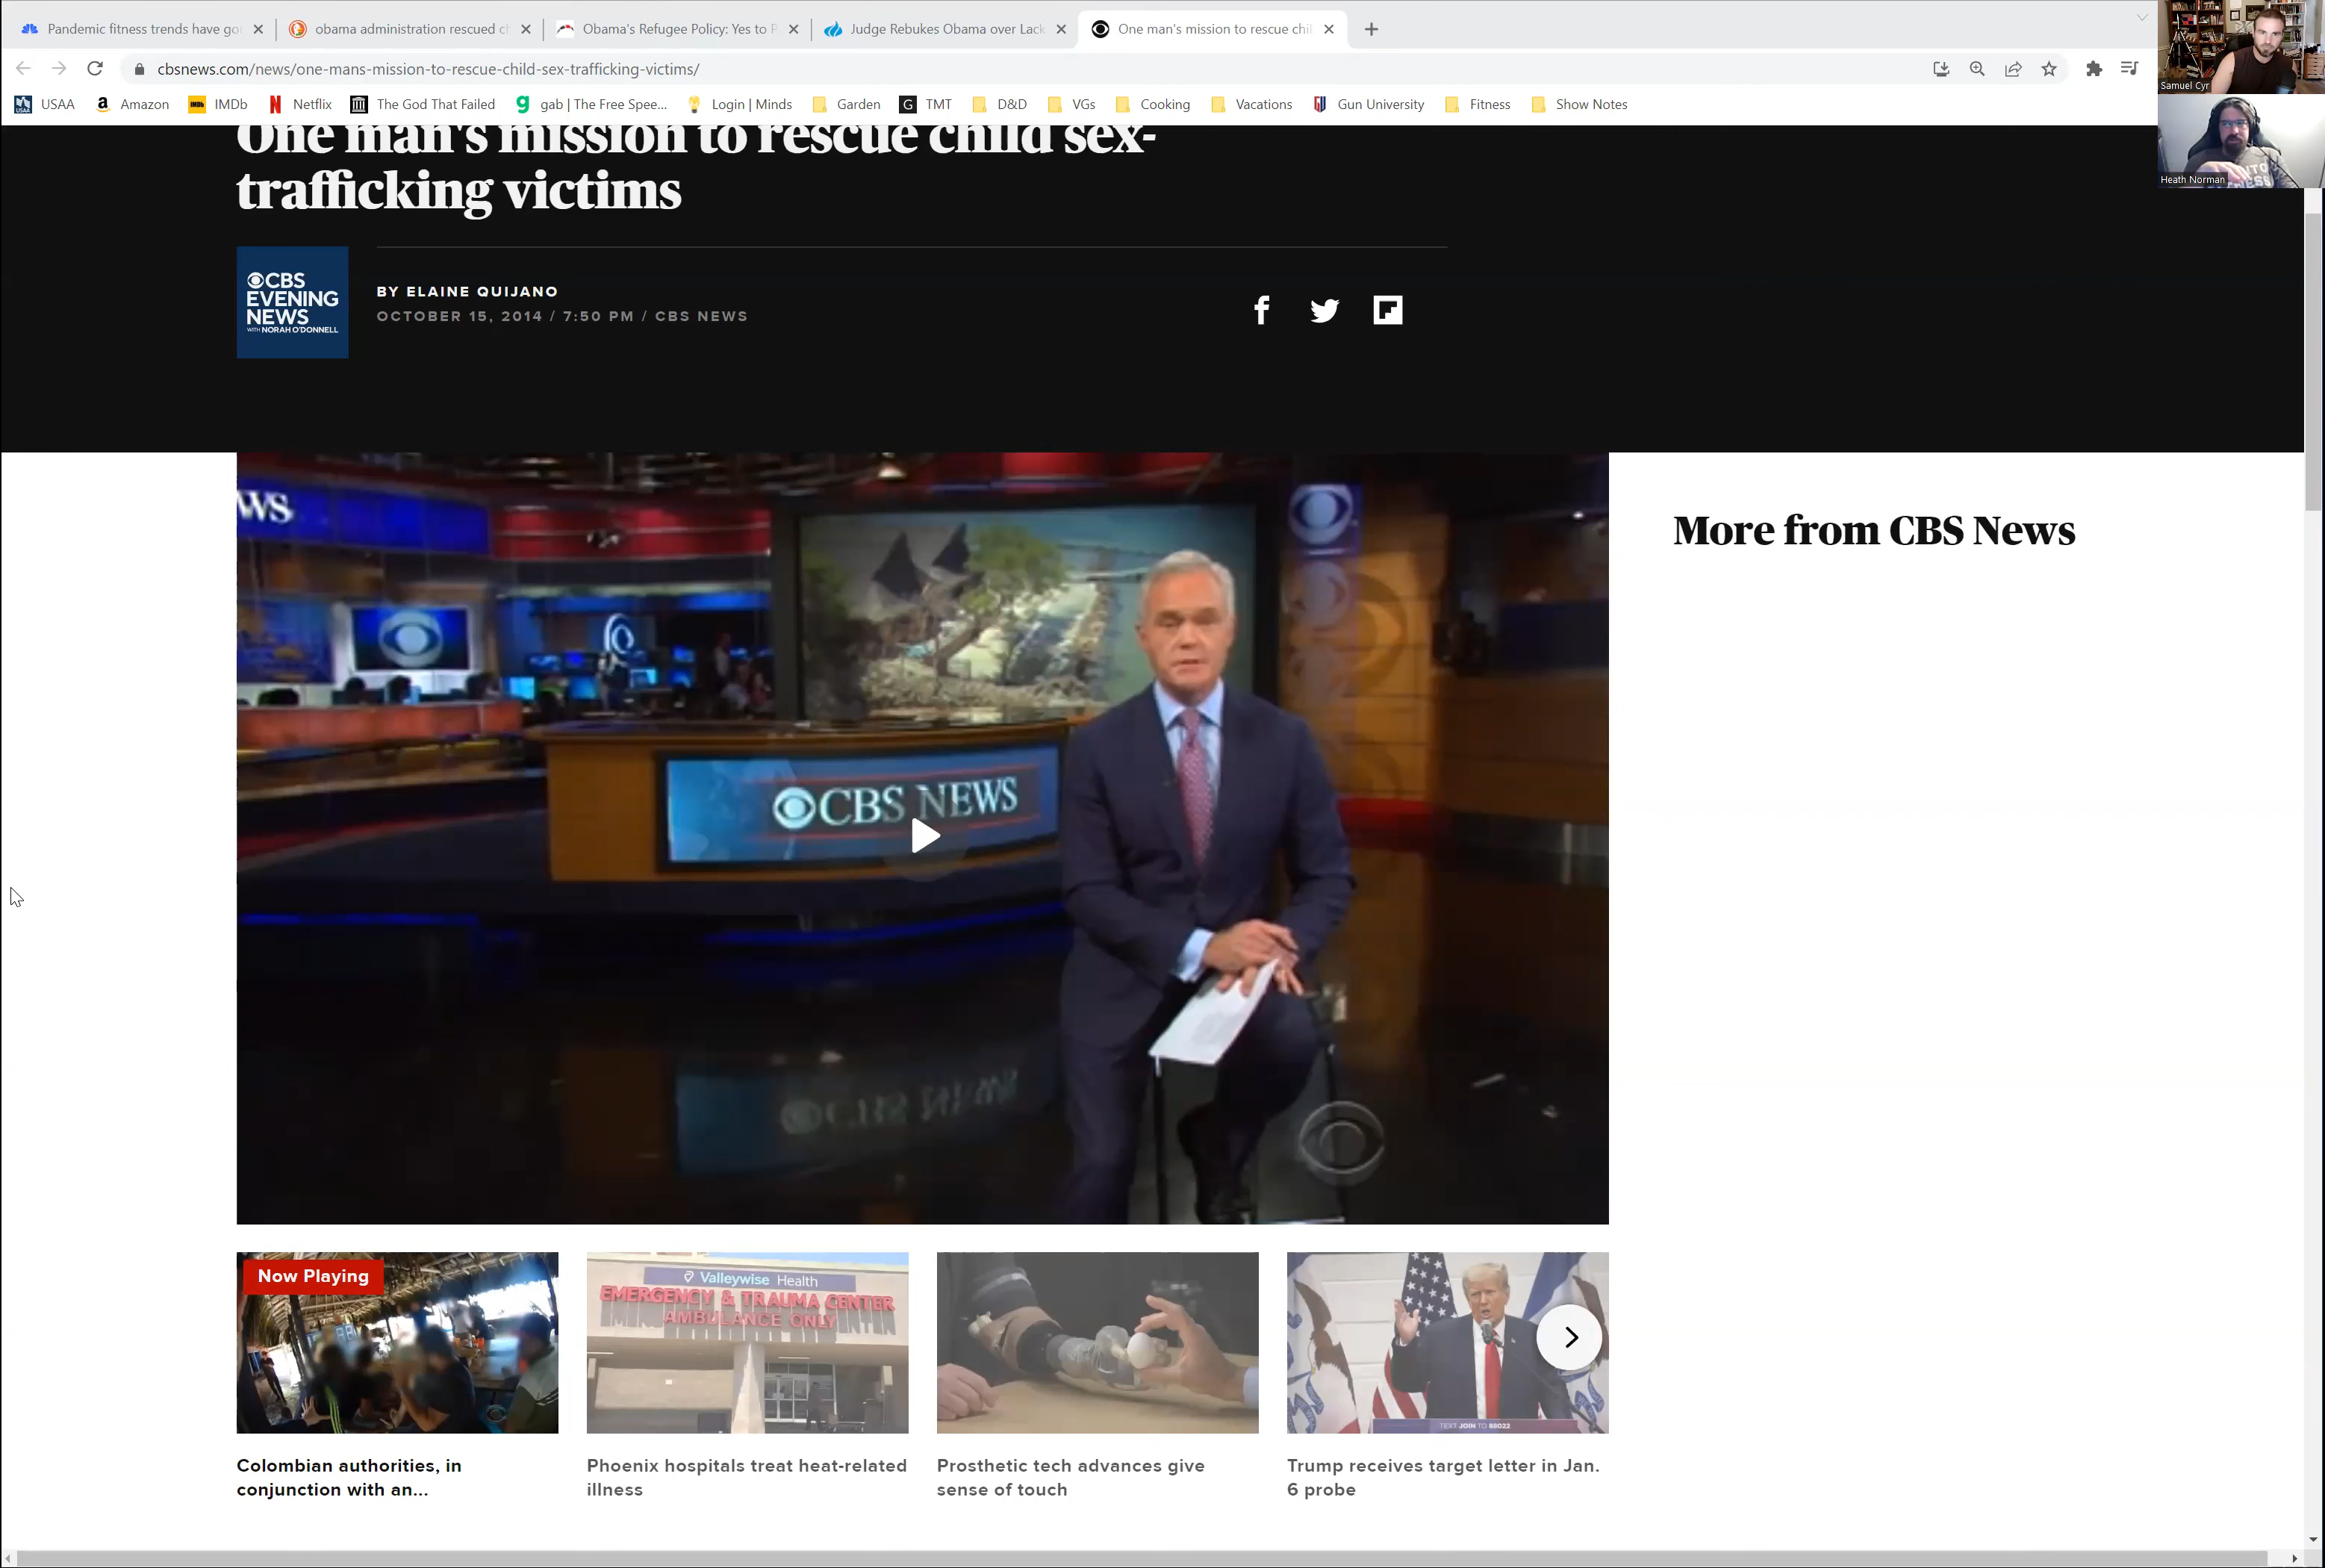 Pandemic fitness trends have go
obama administration rescued ch
Obama's Refugee Policy: Yes to P
Judge Rebukes Obama over Lack
One man's mission to rescue chil
cbsnews.com/news/one-mans-mission-to-rescue-child-sex-trafficking-victims/
Samuel Cyr
USAA
Amazon
IMDb
Netflix
The God That Failed
gab | The Free Spee...
Login | Minds
Garden
TMT
D&D
VGs
Cooking
Vacations
Gun University
Fitness
Show Notes
Heath Norman
One man's mission to rescue child sex-
trafficking victims
CBS
EVENING
NEWS
WITH NORAH O'DONNELL
BY ELAINE QUIJANO
OCTOBER 15, 2014 / 7:50 PM / CBS NEWS
WS
More from CBS News
CBS NEWS
Now Playing
Valleywise Health
EMERGENCY & TRAUMA CENTER
AMBULANCE ONLY
TEXT JOIN TO 88022
Colombian authorities, in
conjunction with an...
Phoenix hospitals treat heat-related
illness
Prosthetic tech advances give
sense of touch
Trump receives target letter in Jan.
6 probe